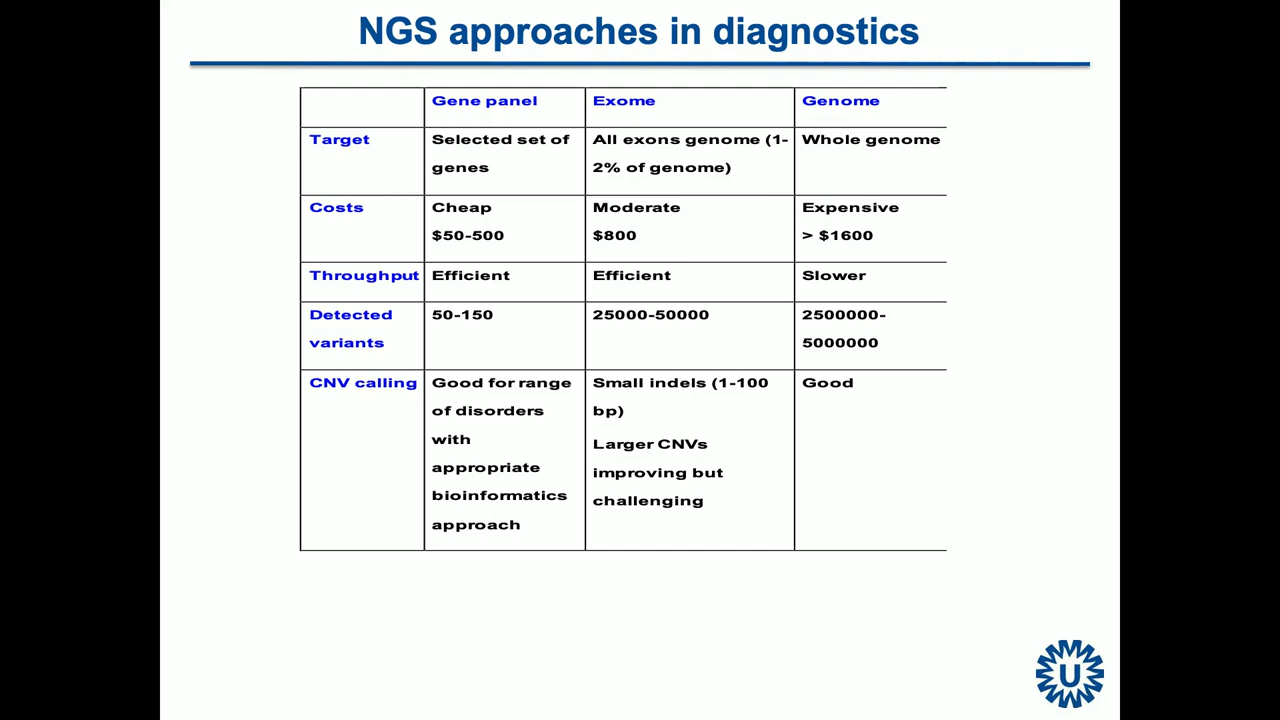 NGS approaches in diagnostics
Gene panel Exome Genome
Target Selected set of All exons genome (1- Whole genome
genes 2% of genome)
Costs Cheap Moderate Expensive
$50-500 $800 > $1600
Throughput Efficient Efficient Slower
Detected 50-150 25000-50000 2500000-
variants 5000000
CNV calling Good for range Small indels (1-100 Good
of disorders bp)
with Larger CNVs
appropriate improving but
bioinformatics challenging
approach
U